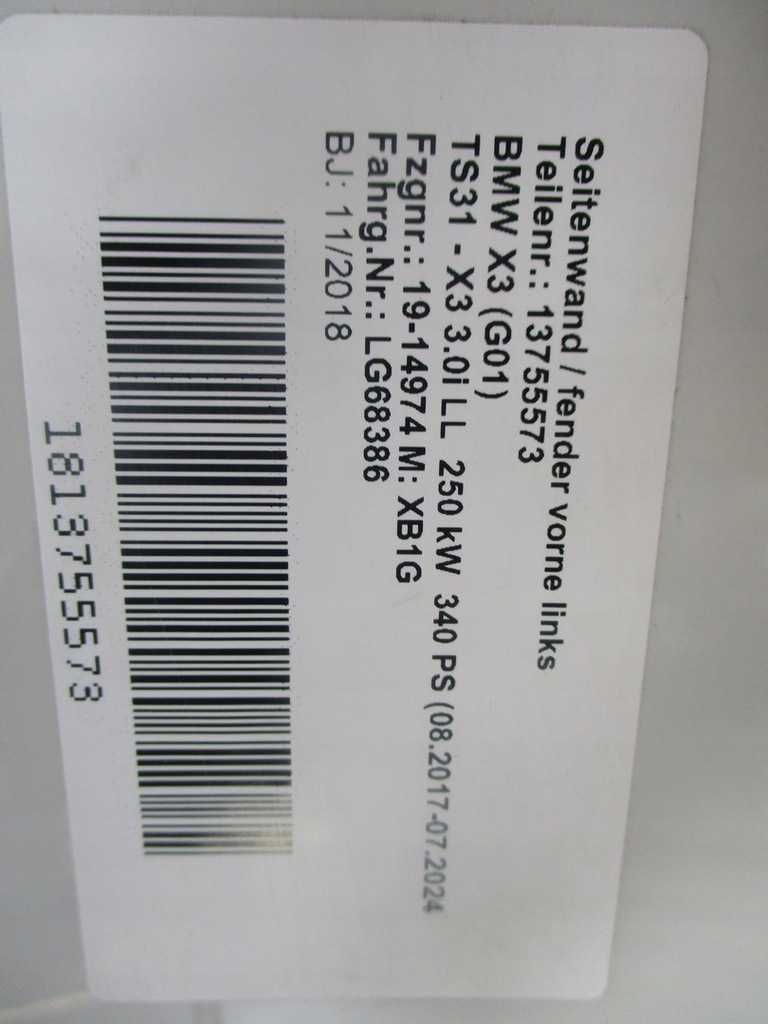 Seitenwand / fender vorne links
Teilenr.: 13755573
BMW X3 (G01)
TS31 - X3 3.0i LL 250 kW 340 PS (08.2017-07.2024
Fzgnr.: 19-14974 M: XB1G
Fahrg.Nr.: LG68386
BJ: 11/2018
1813755573